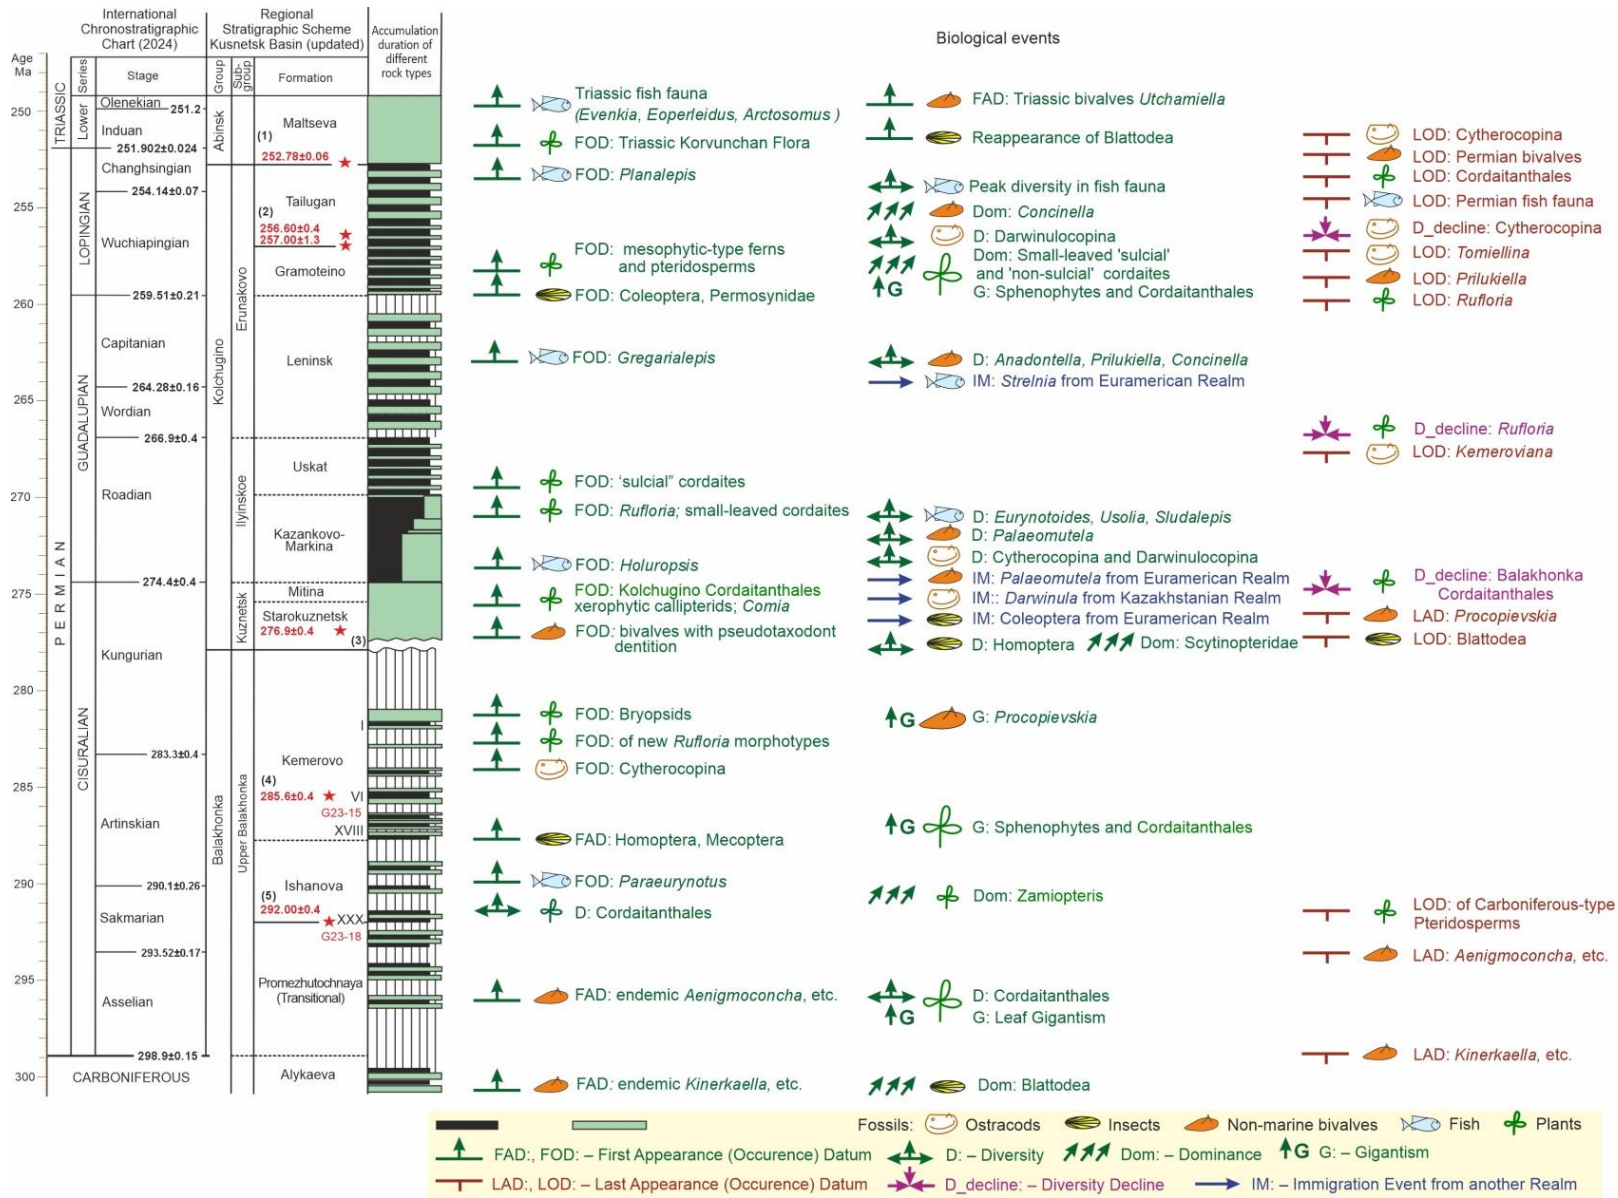 International
Chronostratigraphic
Chart (2024)
Regional
Stratigraphic Scheme
Kusnetsk Basin (updated)
Accumulation
duration of
different
rock types
Biological events
Age
Ma
Series
Stage
Group
Sub-
group
Formation
250
255
260
265
270
275
280
285
290
295
300
TRIASSIC
PERMIAN
CARBONIFEROUS
Lower
LOPINGIAN
GUADALUPIAN
CISURALIAN
Olenekian
251.2
Induan
251.902±0.024
Changhsingian
254.14±0.07
Wuchiapingian
259.51±0.21
Capitanian
264.28±0.16
Wordian
266.9±0.4
Roadian
274.4±0.4
Kungurian
283.3±0.4
Artinskian
290.1±0.26
Sakmarian
293.52±0.17
Asselian
298.9±0.15
Abinsk
Kolchugino
Balakhonka
Erunakovo
Ilyinskoe
Kuznetsk
Upper Balakhonka
Maltseva
(1)
252.78±0.06
Tailugan
(2)
256.60±0.4
257.00±1.3
Gramoteino
Leninsk
Uskat
Kazankovo-
Markina
Mitina
Starokuznetsk
276.9±0.4
(3)
I
Kemerovo
(4)
285.6±0.4
VI
G23-15
XVIII
Ishanova
(5)
292.00±0.4
XXX
G23-18
Promezhutochnaya
(Transitional)
Alykaeva
Triassic fish fauna
(Evenkia, Eoperleidus, Arctosomus )
FOD: Triassic Korvunchan Flora
FOD: Planalepis
FOD: mesophytic-type ferns
and pteridosperms
FOD: Coleoptera, Permosynidae
FOD: Gregarialepis
FOD: ‘sulcial” cordaites
FOD: Rufloria; small-leaved cordaites
FOD: Holuropsis
FOD: Kolchugino Cordaitanthales
xerophytic callipterids; Comia
FOD: bivalves with pseudotaxodont
dentition
FOD: Bryopsids
FOD: of new Rufloria morphotypes
FOD: Cytherocopina
FAD: Homoptera, Mecoptera
FOD: Paraeurynotus
D: Cordaitanthales
FAD: endemic Aenigmoconcha, etc.
FAD: endemic Kinerkaella, etc.
FAD: Triassic bivalves Utchamiella
Reappearance of Blattodea
Peak diversity in fish fauna
Dom: Concinella
D: Darwinulocopina
Dom: Small-leaved 'sulcial'
and 'non-sulcial' cordaites
G
G: Sphenophytes and Cordaitanthales
D: Anadontella, Prilukiella, Concinella
IM: Strelnia from Euramerican Realm
D: Eurynotoides, Usolia, Sludalepis
D: Palaeomutela
D: Cytherocopina and Darwinulocopina
IM: Palaeomutela from Euramerican Realm
IM:: Darwinula from Kazakhstanian Realm
IM: Coleoptera from Euramerican Realm
D: Homoptera
Dom: Scytinopteridae
G
G: Procopievskia
G
G: Sphenophytes and Cordaitanthales
Dom: Zamiopteris
D: Cordaitanthales
G
G: Leaf Gigantism
Dom: Blattodea
LOD: Cytherocopina
LOD: Permian bivalves
LOD: Cordaitanthales
LOD: Permian fish fauna
D_decline: Cytherocopina
LOD: Tomiellina
LOD: Prilukiella
LOD: Rufloria
D_decline: Rufloria
LOD: Kemeroviana
D_decline: Balakhonka
Cordaitanthales
LAD: Procopievskia
LOD: Blattodea
LOD: of Carboniferous-type
Pteridosperms
LAD: Aenigmoconcha, etc.
LAD: Kinerkaella, etc.
Fossils:
Ostracods
Insects
Non-marine bivalves
Fish
Plants
FAD:, FOD: – First Appearance (Occurence) Datum
D: – Diversity
Dom: – Dominance
G
G: – Gigantism
LAD:, LOD: – Last Appearance (Occurence) Datum
D_decline: – Diversity Decline
IM: – Immigration Event from another Realm